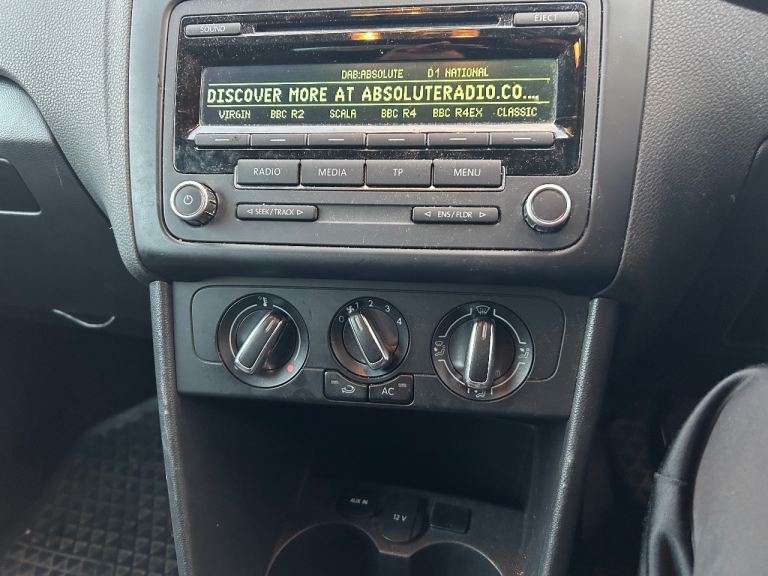 SOUND
EJECT
DAB:ABSOLUTE D1 NATIONAL
DISCOVER MORE AT ABSOLUTERADIO.CO...
VIRGIN BBC R2 SCALA BBC R4 BBC R4EX CLASSIC
RADIO MEDIA TP MENU
SEEK/TRACK
ENS/FLDR
0 1 2 3 4
AC
AUX IN
12 V